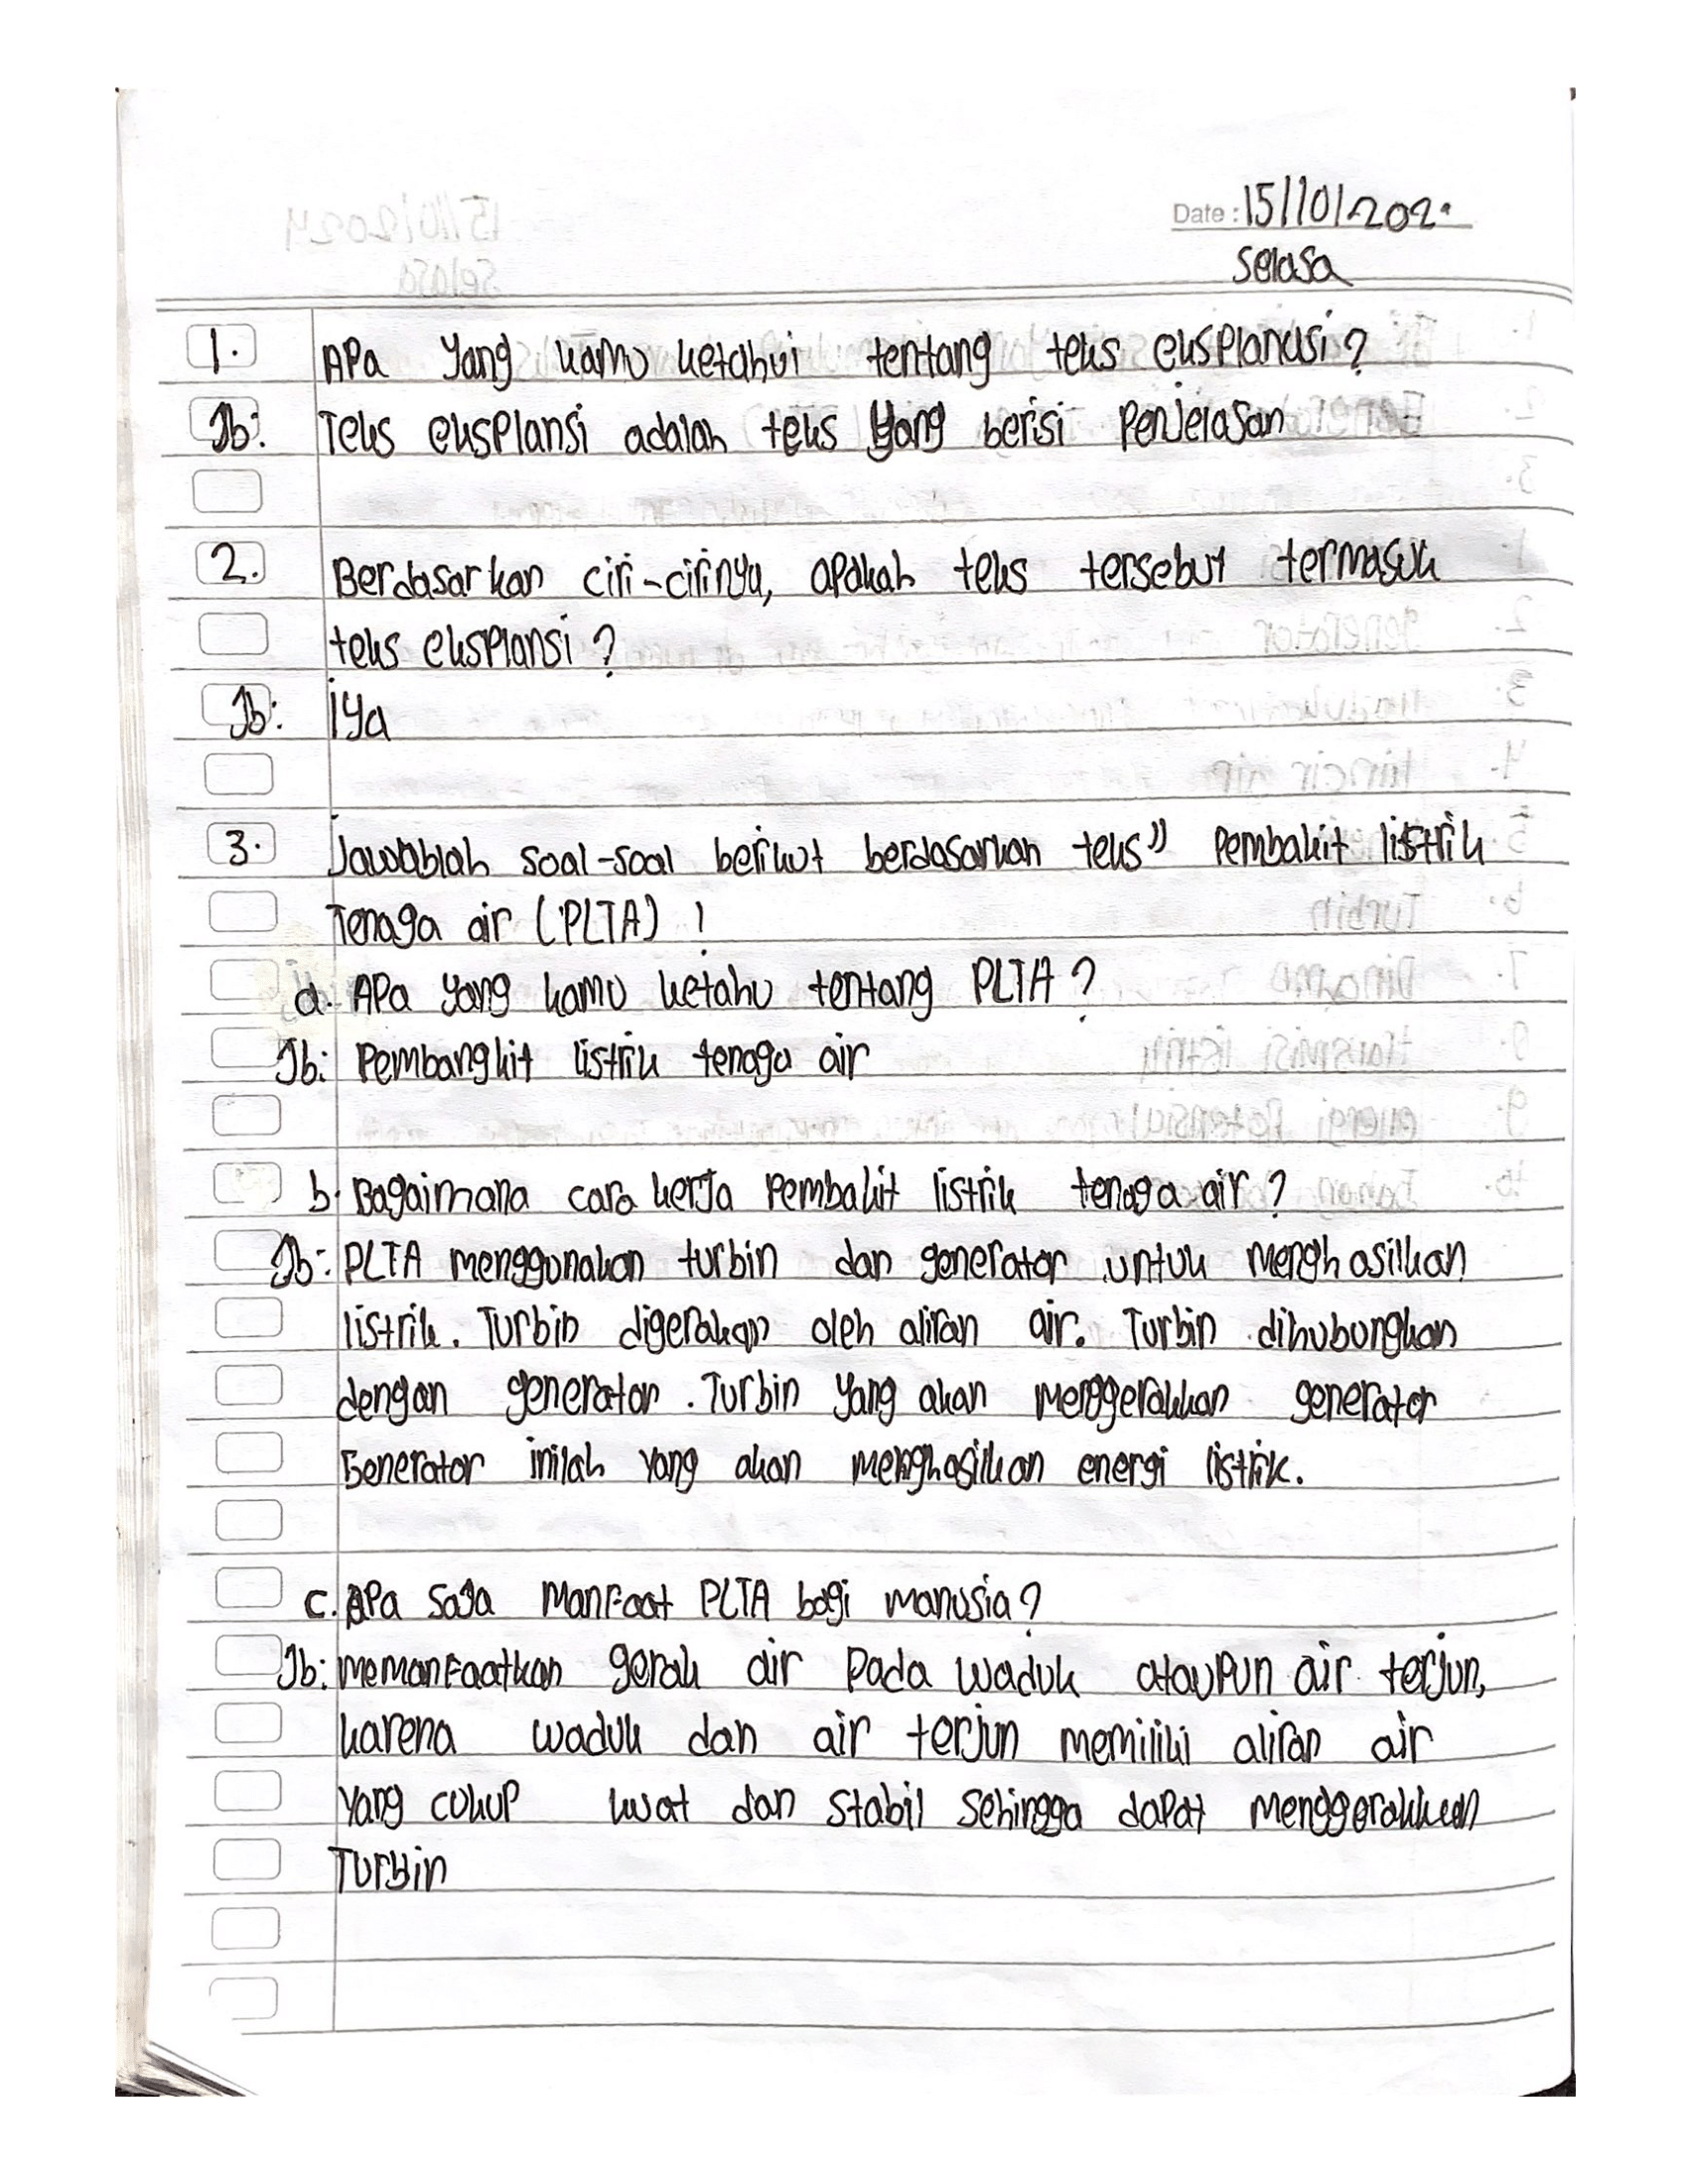 Date : 15/10/202
Selasa
1. Apa yang kamu ketahui tentang teks eksplanasi?
Jb: Teks eksplansi adalah teks yang berisi Penjelasan
2. Berdasarkan ciri-cirinya, apakah teks tersebut termasuk
teks eksplansi?
Jb: iya
3. Jawablah soal-soal berikut berdasarkan teks" Pembakit listrik
Tenaga air (PLTA) !
a. Apa yang kamu ketahu tentang PLTA?
Jb: Pembangkit listrik tenaga air
b. Bagaimana cara kerja Pembakit listrik tenaga air?
Jb: PLTA menggunakan turbin dan generator untuk menghasilkan
listrik. Turbin digerakan oleh aliran air. Turbin dihubungkan
dengan generator. Turbin yang akan menggerakkan generator
Generator inilah yang akan menghasilkan energi listrik.
c. Apa saja manfaat PLTA bagi manusia?
Jb: memanfaatkan gerak air Pada waduk ataupun air terjun,
karena waduk dan air terjun memiliki aliran air
yang cukup kuat dan stabil sehingga dapat menggerakkan
Turbin